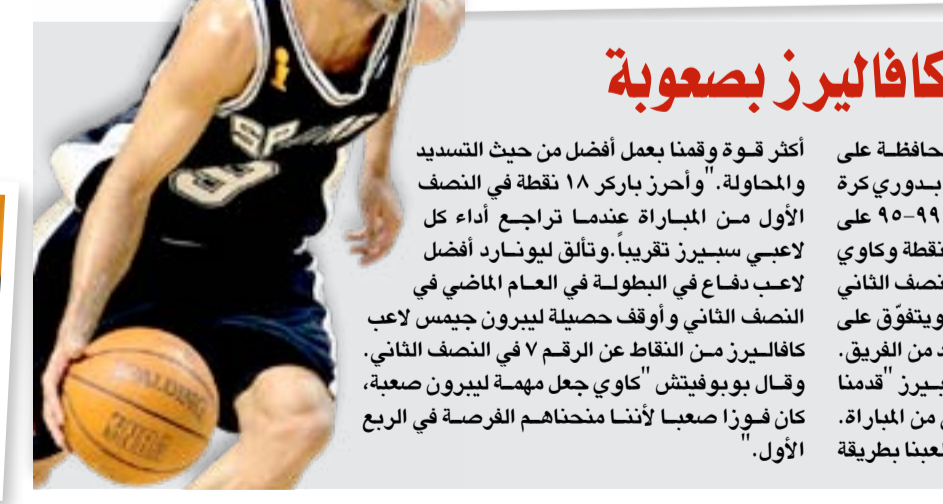 كافاليرز بصعوبة
حافظة على
بدوري كرة
٩٩-٩٥ على
نقطة وكاوي
نصف الثاني
ويتفوّق على
من الفريق.
"قدمنا
من المباراة.
لعبنا بطريقة
أكثر قوة وقمنا بعمل أفضل من حيث التسديد
والمحاولة."وأحرز باركر ١٨ نقطة في النصف
الأول من المباراة عندما تراجع أداء كل
لاعبي سبيرز تقريباً.وتألق ليونارد أفضل
لاعب دفاع في البطولة في العام الماضي في
النصف الثاني وأوقف حصيلة ليبرون جيمس لاعب
كافاليرز من النقاط عن الرقم ٧ في النصف الثاني.
وقال بوبوفيتش "كاوي جعل مهمة ليبرون صعبة،
كان فوزا صعبا لأننا منحناهم الفرصة في الربع
الأول."
SPURS
SPALDING